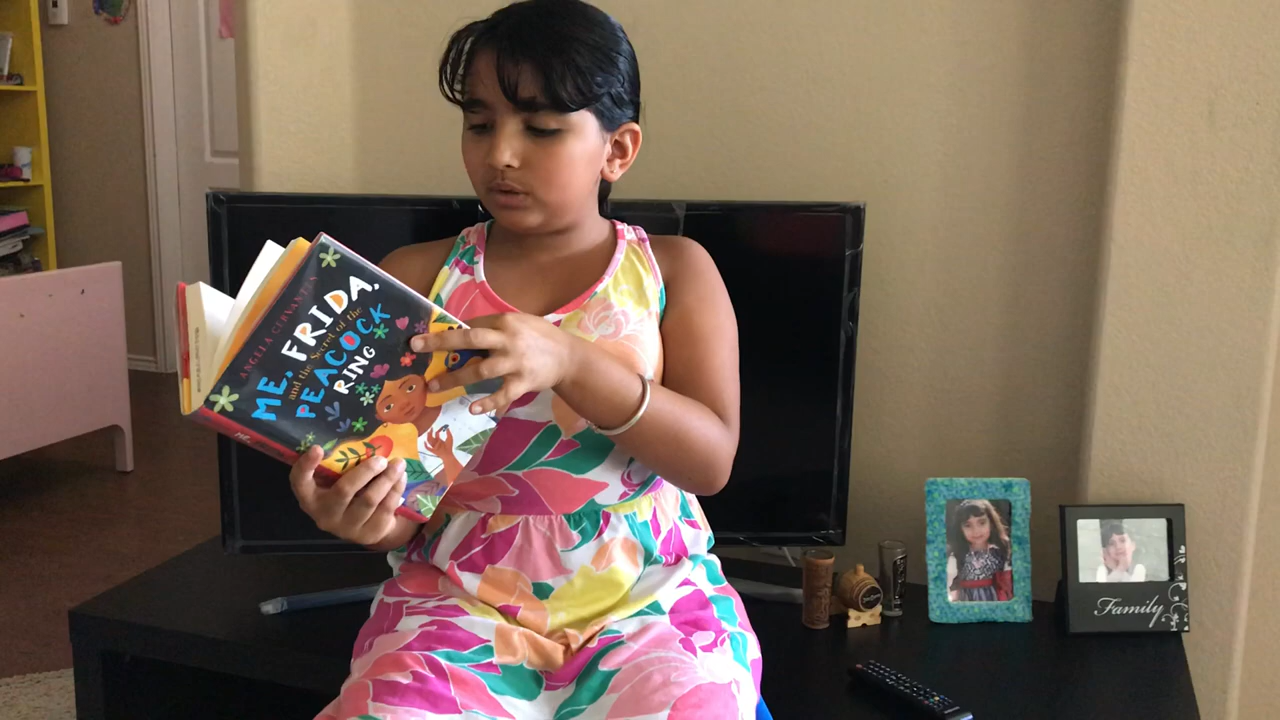 ANGELA CERVANTES
ME, FRIDA,
and the Secret of the
PEACOCK
RING
Family